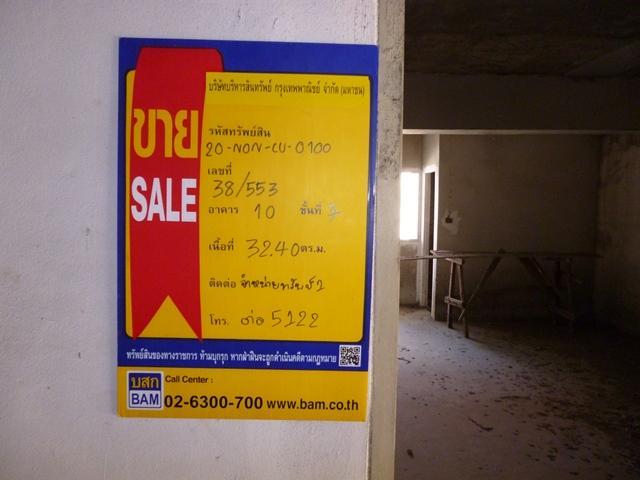 บริษัทบริหารสินทรัพย์ กรุงเทพพาณิชย์ จำกัด (มหาชน)
ขาย
SALE
รหัสทรัพย์สิน
20-NON-CU-0100
เลขที่
38/553
อาคาร 10 ชั้นที่ 7
เนื้อที่ 32.40 ตร.ม.
ติดต่อ จำหน่ายทรัพย์ 2
โทร. ต่อ 5122
ทรัพย์สินของทางราชการ ห้ามบุกรุก หากฝ่าฝืนจะถูกดำเนินคดีตามกฎหมาย
บสก
BAM
Call Center :
02-6300-700 www.bam.co.th